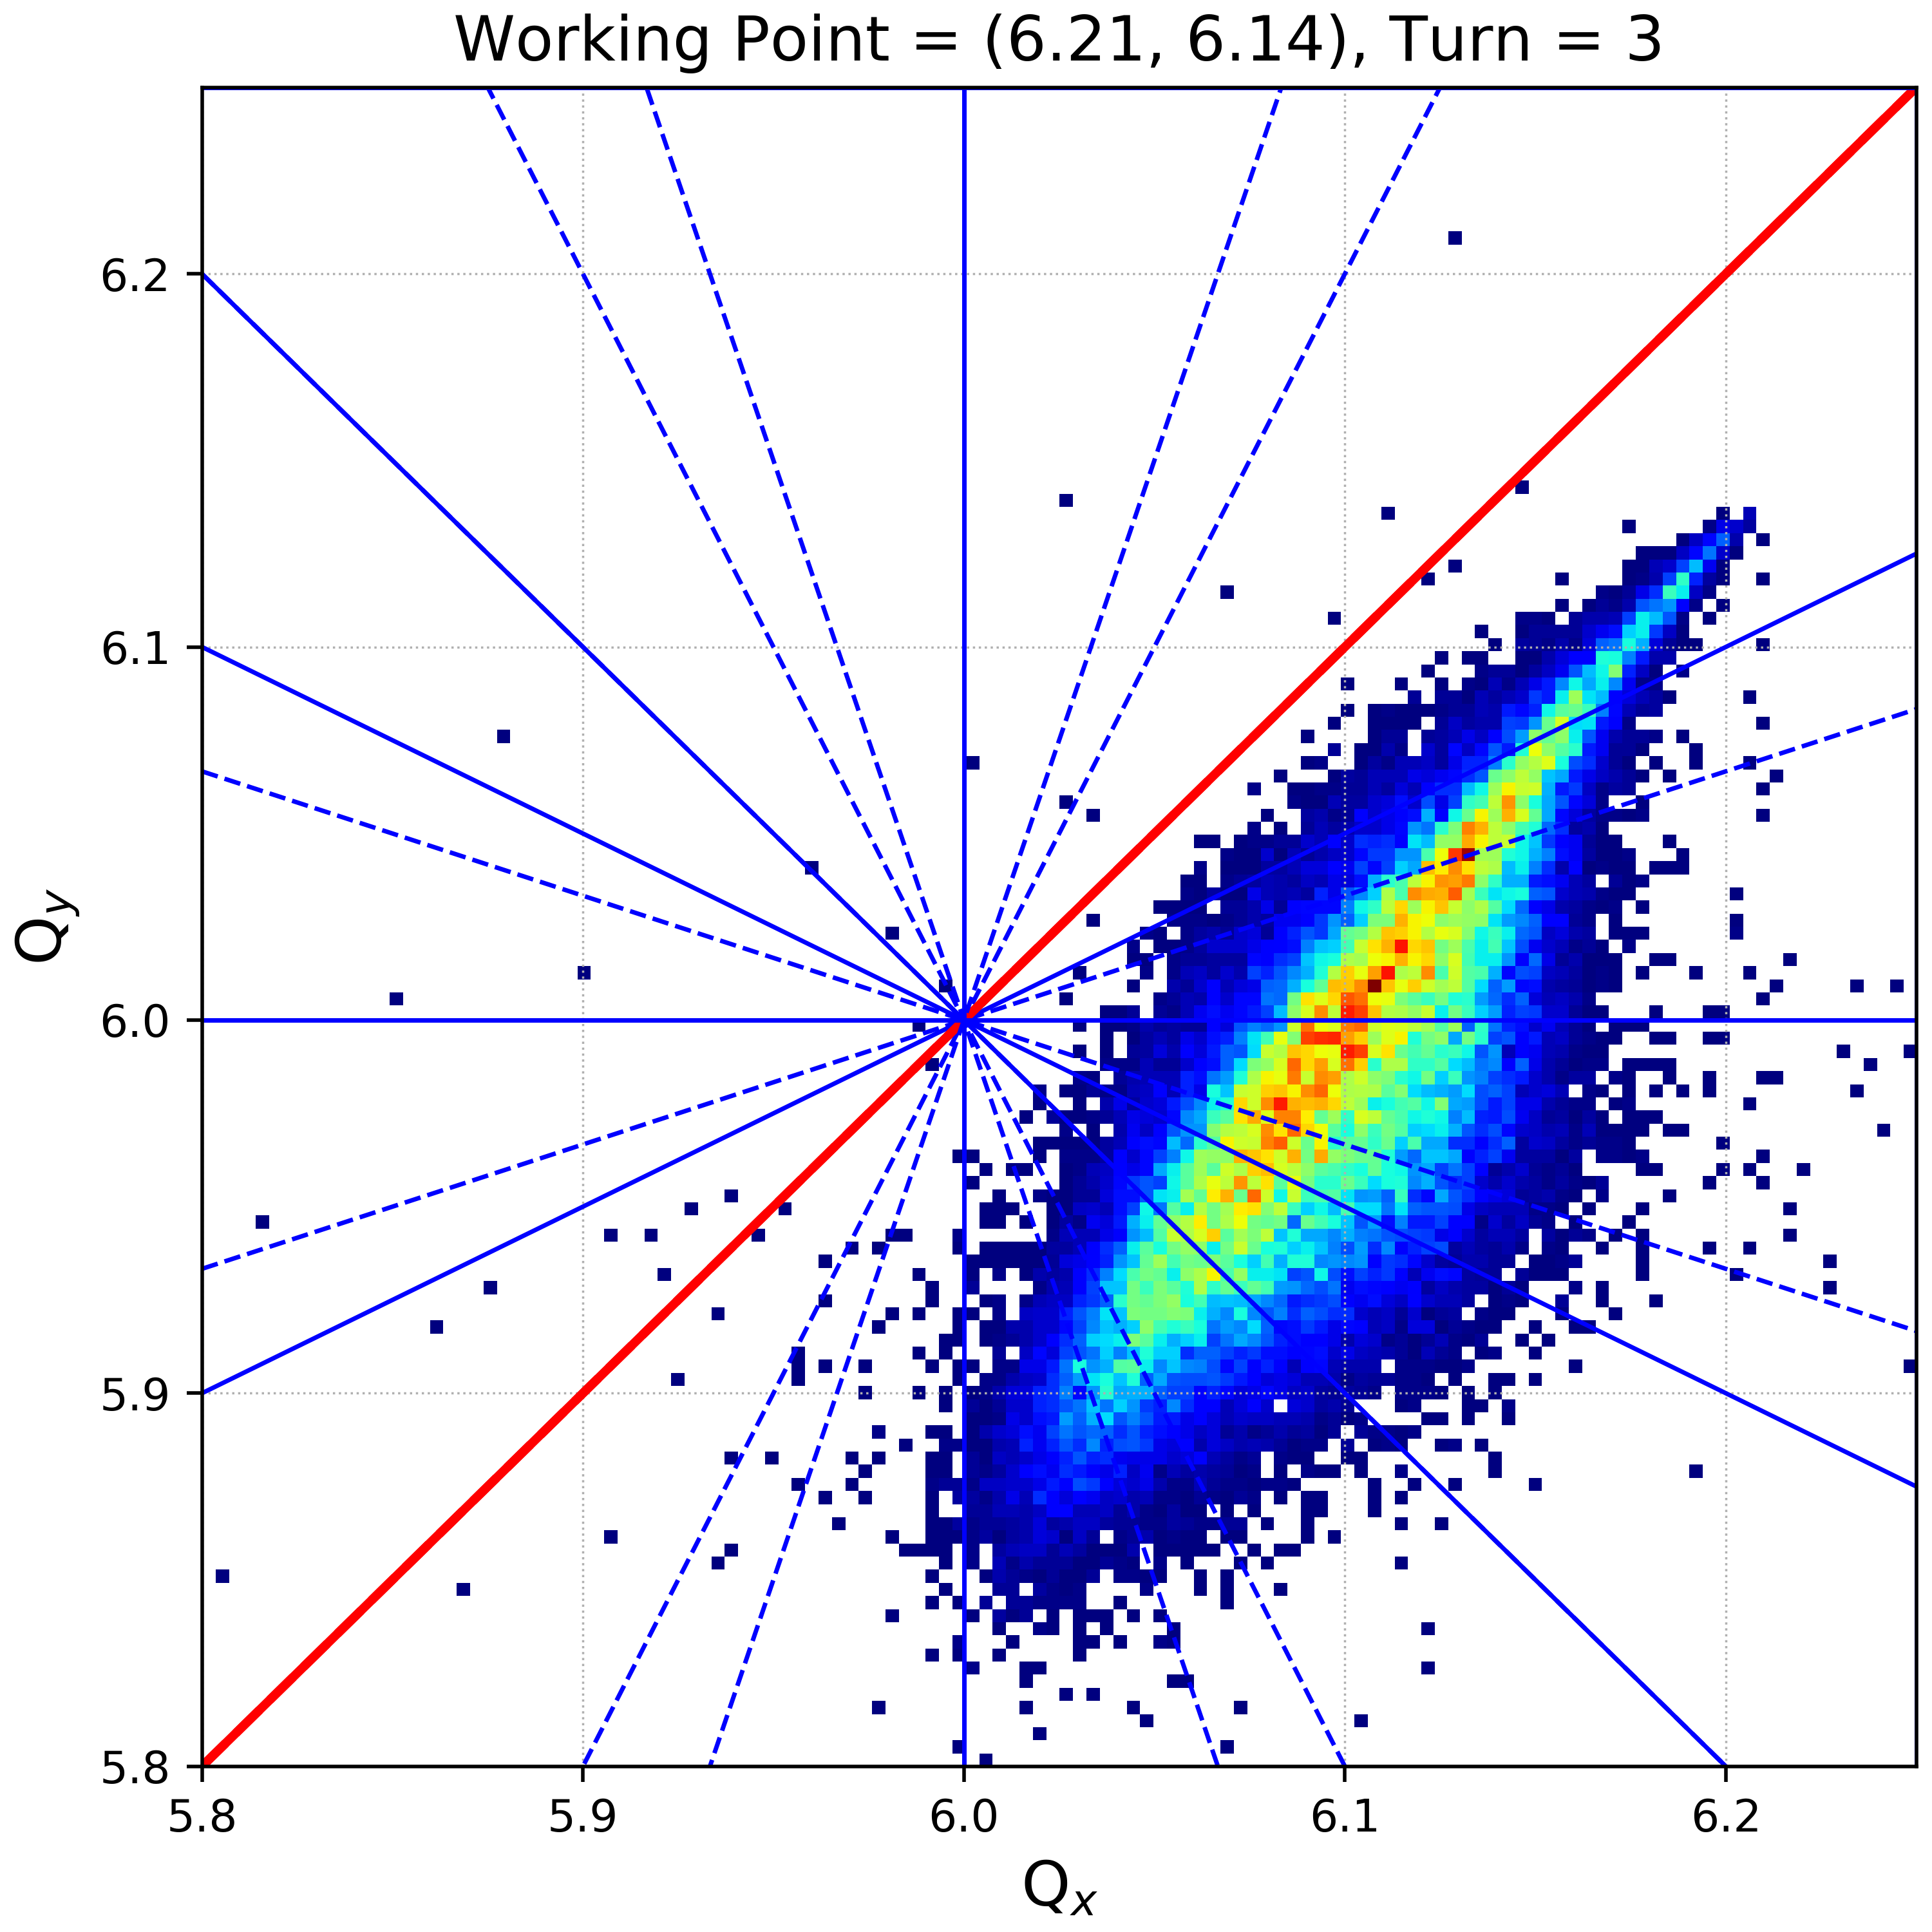 Working Point = (6.21, 6.14), Turn = 3
6.2
6.1
6.0
5.9
5.8
Qy
5.8 5.9 6.0 6.1 6.2
Qx